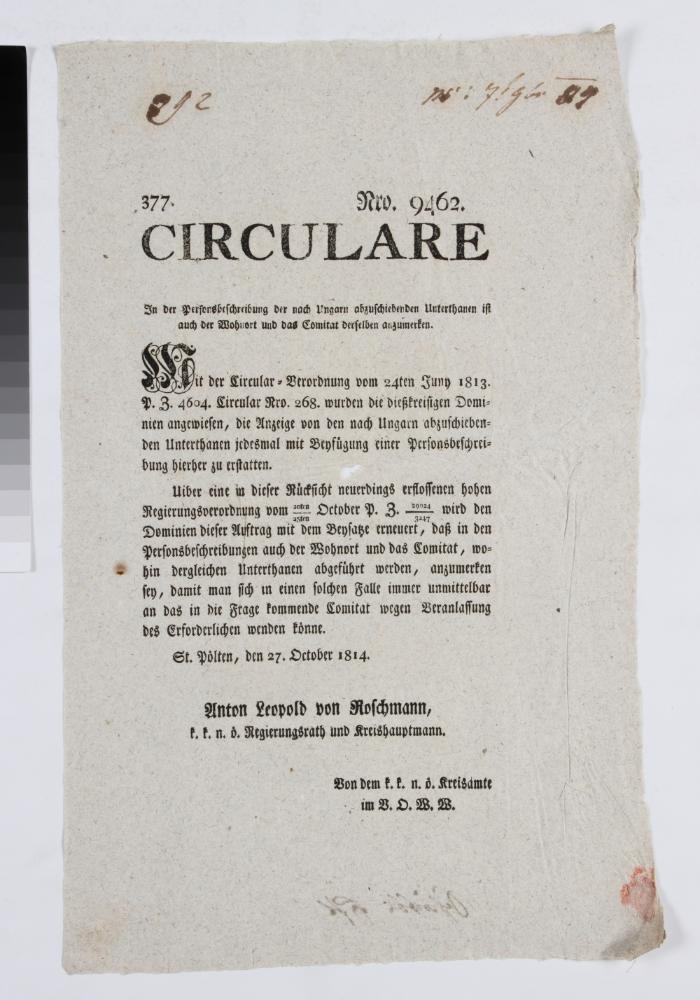 292
377. Nro. 9462.
CIRCULARE
In der Personsbeschreibung der nach Ungarn abzuschiebenden Unterthanen ist
auch der Wohnort und das Comitat derselben anzumerken.
Mit der Circular-Verordnung vom 24ten Juny 1813.
P. Z. 4604. Circular Nro. 268. wurden die dießkreisigen Domi-
nien angewiesen, die Anzeige von den nach Ungarn abzuschieben-
den Unterthanen jedesmal mit Beyfügung einer Personsbeschrei-
bung hierher zu erstatten.
Uiber eine in dieser Rücksicht neuerdings erflossenen hohen
Regierungsverordnung vom October P. Z. wird den
Dominien dieser Auftrag mit dem Beysatze erneuert, daß in den
Personsbeschreibungen auch der Wohnort und das Comitat, wo-
hin dergleichen Unterthanen abgeführt werden, anzumerken
sey, damit man sich in einen solchen Falle immer unmittelbar
an das in die Frage kommende Comitat wegen Veranlassung
des Erforderlichen wenden könne.
St. Pölten, den 27. October 1814.
Anton Leopold von Roschmann,
k. k. n. ö. Regierungsrath und Kreishauptmann.
Von dem k. k. n. ö. Kreisamte
im V. O. W. W.